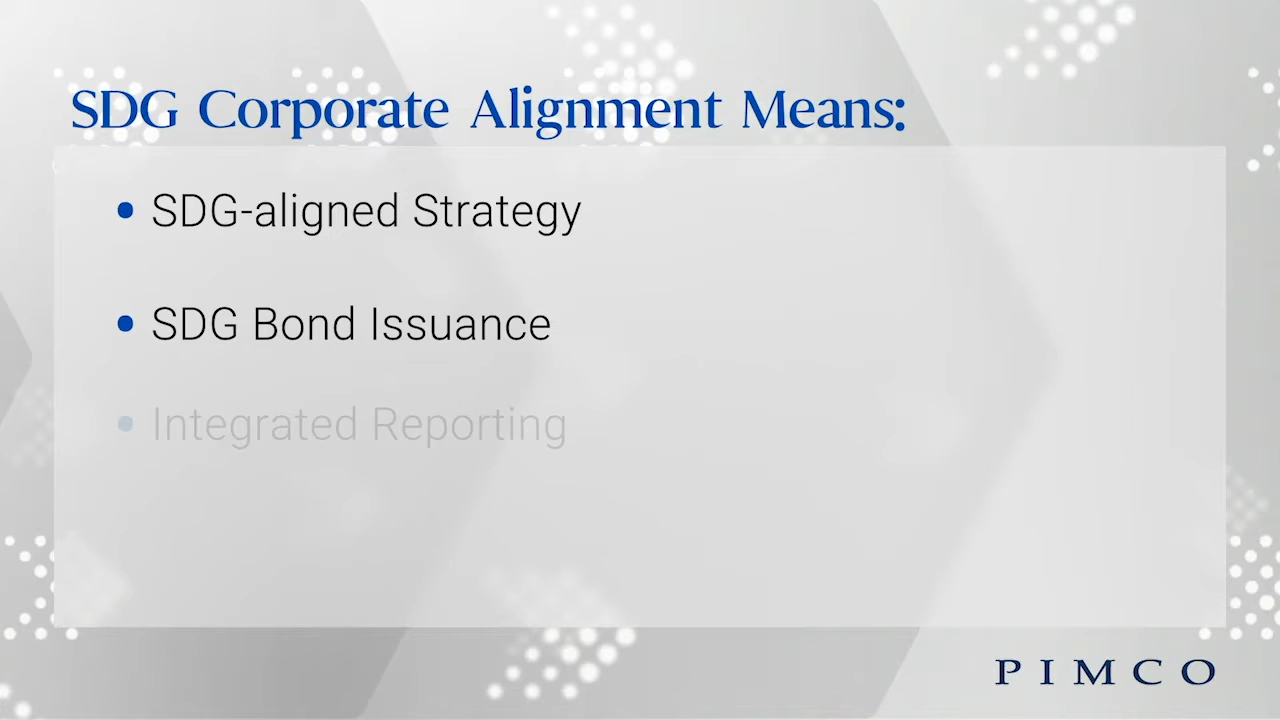 SDG Corporate Alignment Means:
• SDG-aligned Strategy
• SDG Bond Issuance
• Integrated Reporting
PIMCO